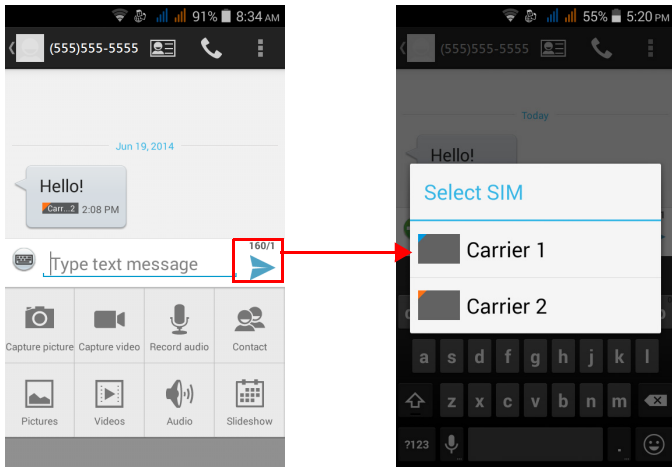 91% 8:34 AM
(555)555-5555
Jun 19, 2014
Hello!
Carr...2 2:08 PM
160/1
Type text message
Capture picture Capture video Record audio Contact
Pictures Videos Audio Slideshow
55% 5:20 PM
(555)555-5555
Today
Hello!
Select SIM
Carrier 1
Carrier 2
a s d f g h j k l
z x c v b n m
?123 .